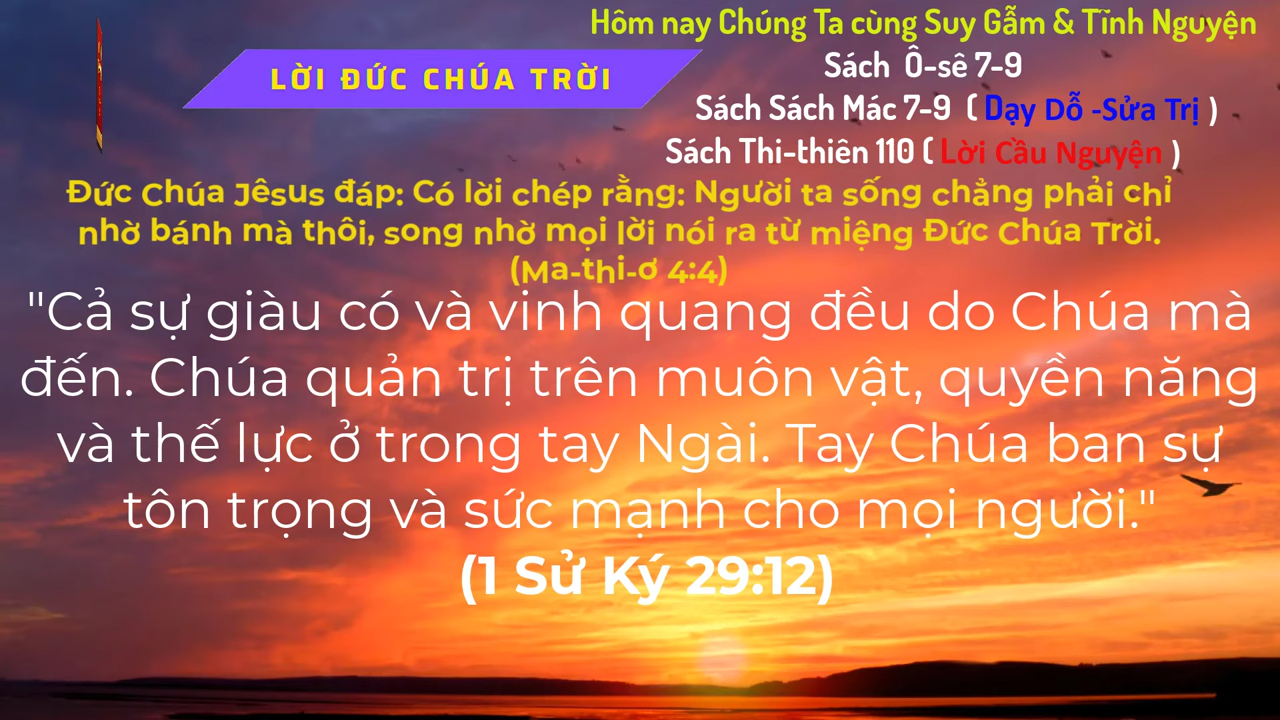 Hôm nay Chúng Ta cùng Suy Gẫm & Tĩnh Nguyện
LỜI ĐỨC CHÚA TRỜI
Sách Ô-sê 7-9
Sách Sách Mác 7-9 ( Dạy Dỗ -Sửa Trị )
Sách Thi-thiên 110 ( Lời Cầu Nguyện )
Đức Chúa Jêsus đáp: Có lời chép rằng: Người ta sống chẳng phải chỉ
nhờ bánh mà thôi, song nhờ mọi lời nói ra từ miệng Đức Chúa Trời.
(Ma-thi-ơ 4:4)
"Cả sự giàu có và vinh quang đều do Chúa mà
đến. Chúa quản trị trên muôn vật, quyền năng
và thế lực ở trong tay Ngài. Tay Chúa ban sự
tôn trọng và sức mạnh cho mọi người."
(1 Sử Ký 29:12)